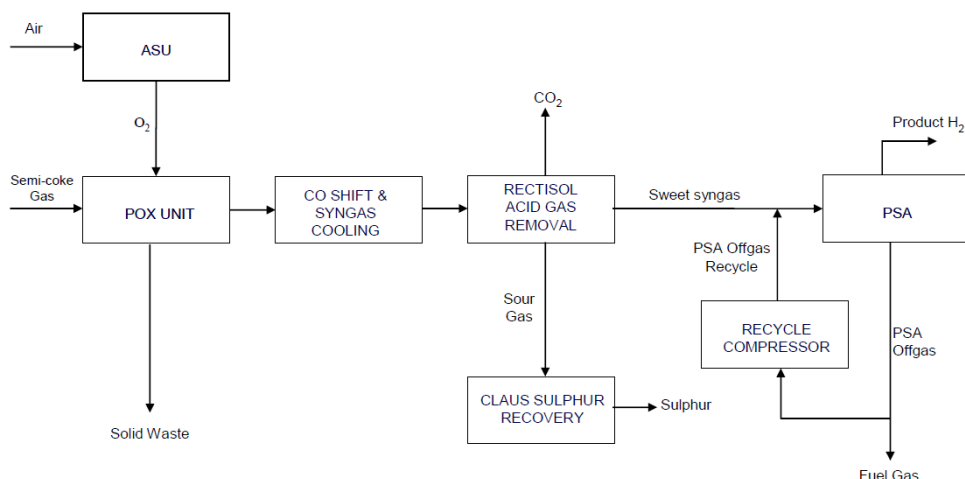 Air
ASU
O₂
Semi-coke
Gas
POX UNIT
Solid Waste
CO SHIFT &
SYNGAS
COOLING
CO₂
RECTISOL
ACID GAS
REMOVAL
Sour
Gas
CLAUS SULPHUR
RECOVERY
Sulphur
Sweet syngas
PSA Offgas
Recycle
RECYCLE
COMPRESSOR
Product H₂
PSA
PSA
Offgas
Fuel Gas